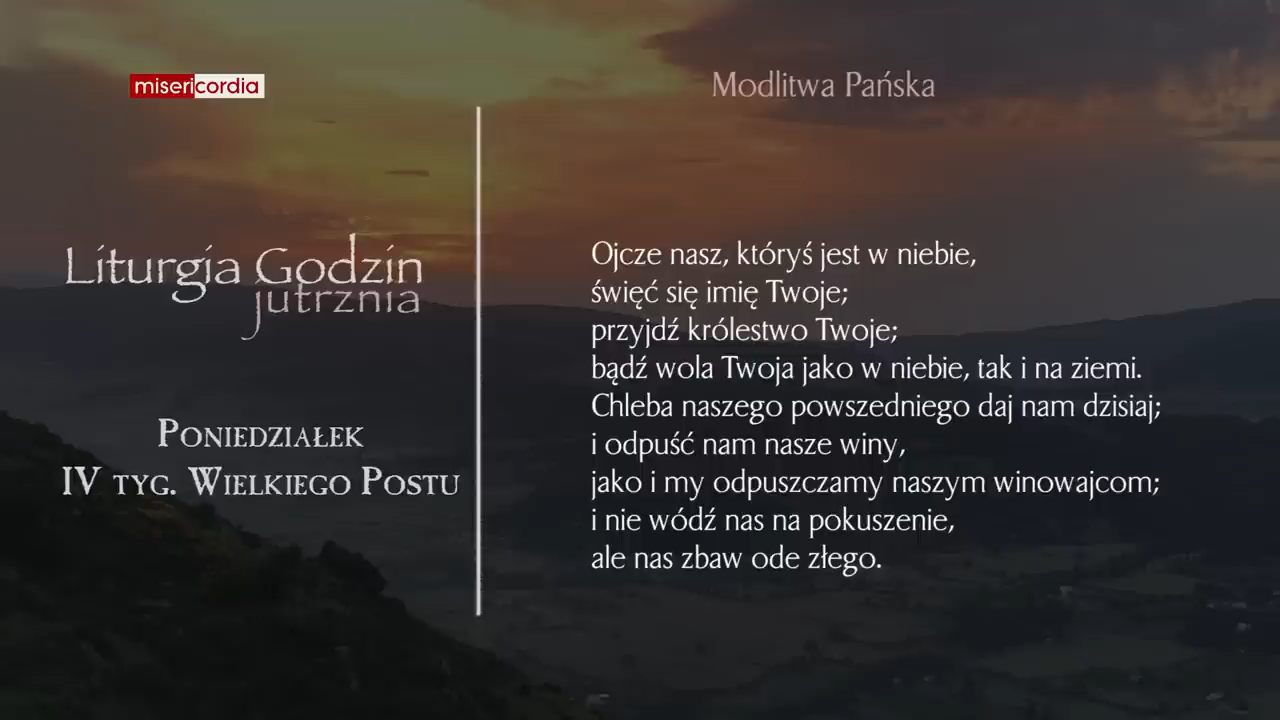 misericordia
Liturgia Godzin
jutrznia
Poniedziałek
IV tyg. Wielkiego Postu
Modlitwa Pańska
Ojcze nasz, któryś jest w niebie,
święć się imię Twoje;
przyjdź królestwo Twoje;
bądź wola Twoja jako w niebie, tak i na ziemi.
Chleba naszego powszedniego daj nam dzisiaj;
i odpuść nam nasze winy,
jako i my odpuszczamy naszym winowajcom;
i nie wódź nas na pokuszenie,
ale nas zbaw ode złego.